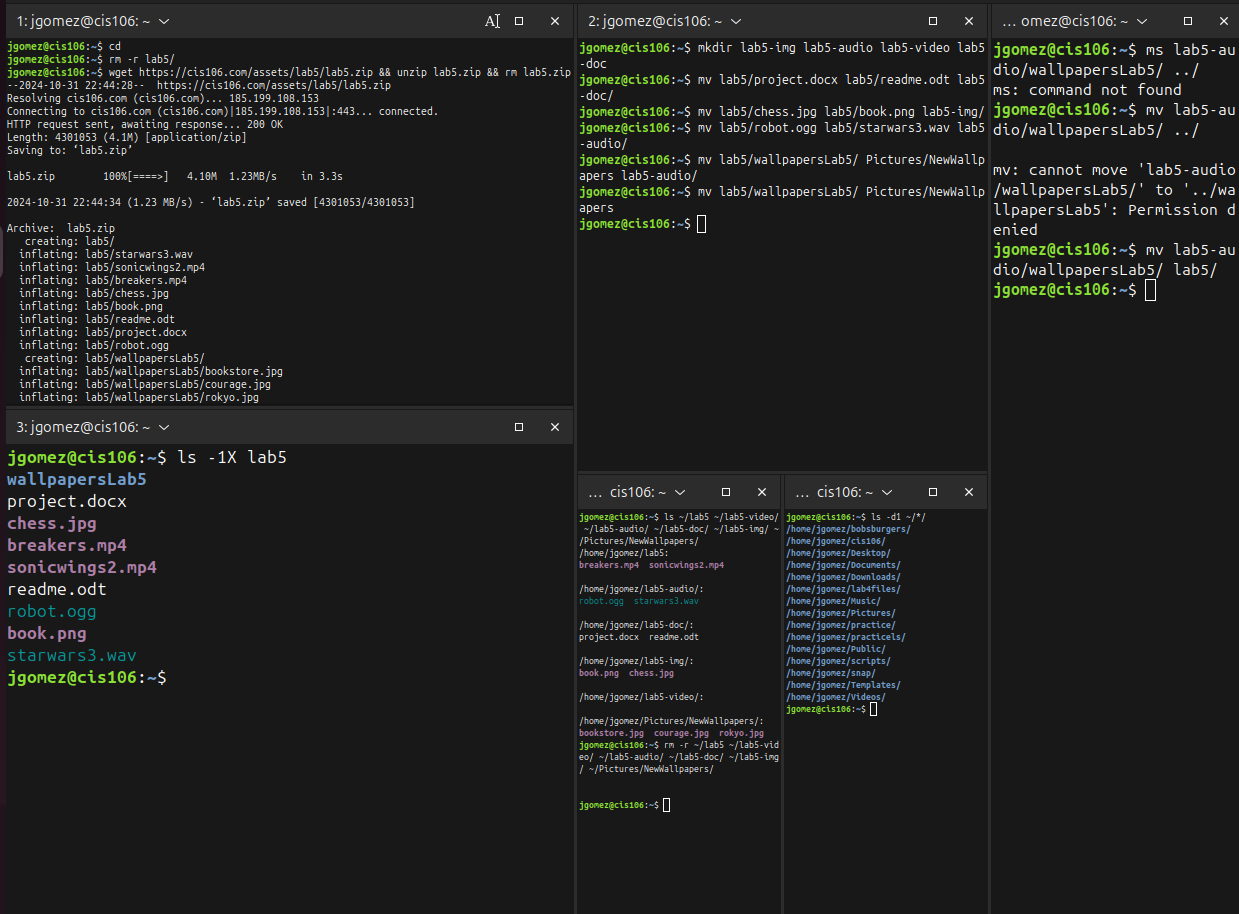 1: jgomez@cis106: ~
jgomez@cis106:~$ cd
jgomez@cis106:~$ rm -r lab5/
jgomez@cis106:~$ wget https://cis106.com/assets/lab/lab5.zip && unzip lab5.zip && rm lab5.zip
--2024-10-31 22:44:28--  https://cis106.com/assets/lab/lab5.zip
Resolving cis106.com (cis106.com)... 185.199.108.153
Connecting to cis106.com (cis106.com)|185.199.108.153|:443... connected.
HTTP request sent, awaiting response... 200 OK
Length: 4301053 (4.1M) [application/zip]
Saving to: ‘lab5.zip’
lab5.zip        100%[====>]   4.10M  1.23MB/s    in 3.3s
2024-10-31 22:44:34 (1.23 MB/s) - ‘lab5.zip’ saved [4301053/4301053]
Archive:  lab5.zip
   creating: lab5/
  inflating: lab5/starwars3.wav
  inflating: lab5/sonicwings2.mp4
  inflating: lab5/breakers.mp4
  inflating: lab5/chess.jpg
  inflating: lab5/book.png
  inflating: lab5/readme.odt
  inflating: lab5/project.docx
  inflating: lab5/robot.ogg
   creating: lab5/wallpapersLab5/
  inflating: lab5/wallpapersLab5/bookstore.jpg
  inflating: lab5/wallpapersLab5/courage.jpg
  inflating: lab5/wallpapersLab5/rokyo.jpg
2: jgomez@cis106: ~
jgomez@cis106:~$ mkdir lab5-img lab5-audio lab5-video lab5
-doc
jgomez@cis106:~$ mv lab5/project.docx lab5/readme.odt lab5
-doc/
jgomez@cis106:~$ mv lab5/chess.jpg lab5/book.png lab5-img/
jgomez@cis106:~$ mv lab5/robot.ogg lab5/starwars3.wav lab5
-audio/
jgomez@cis106:~$ mv lab5/wallpapersLab5/ Pictures/NewWallp
apers lab5-audio/
jgomez@cis106:~$ mv lab5/wallpapersLab5/ Pictures/NewWallp
apers
jgomez@cis106:~$
... omez@cis106: ~
jgomez@cis106:~$ ms lab5-au
dio/wallpapersLab5/ ../
ms: command not found
jgomez@cis106:~$ mv lab5-au
dio/wallpapersLab5/ ../
mv: cannot move 'lab5-audio
/wallpapersLab5/' to '../wa
llpapersLab5': Permission d
enied
jgomez@cis106:~$ mv lab5-au
dio/wallpapersLab5/ lab5/
jgomez@cis106:~$
3: jgomez@cis106: ~
jgomez@cis106:~$ ls -1X lab5
wallpapersLab5
project.docx
chess.jpg
breakers.mp4
sonicwings2.mp4
readme.odt
robot.ogg
book.png
starwars3.wav
jgomez@cis106:~$
... cis106: ~
jgomez@cis106:~$ ls ~/lab5 ~/lab5-video/
 ~/lab5-audio/ ~/lab5-doc/ ~/lab5-img/ ~
/Pictures/NewWallpapers/
/home/jgomez/lab5:
breakers.mp4  sonicwings2.mp4
/home/jgomez/lab5-audio/:
robot.ogg  starwars3.wav
/home/jgomez/lab5-doc/:
project.docx  readme.odt
/home/jgomez/lab5-img/:
book.png  chess.jpg
/home/jgomez/lab5-video/:
/home/jgomez/Pictures/NewWallpapers/:
bookstore.jpg  courage.jpg  rokyo.jpg
jgomez@cis106:~$ rm -r ~/lab5 ~/lab5-vid
eo/ ~/lab5-audio/ ~/lab5-doc/ ~/lab5-img
/ ~/Pictures/NewWallpapers/
jgomez@cis106:~$
... cis106: ~
jgomez@cis106:~$ ls -d1 ~/*/
/home/jgomez/bobsburgers/
/home/jgomez/cis106/
/home/jgomez/Desktop/
/home/jgomez/Documents/
/home/jgomez/Downloads/
/home/jgomez/lab4files/
/home/jgomez/Music/
/home/jgomez/Pictures/
/home/jgomez/practice/
/home/jgomez/practicels/
/home/jgomez/Public/
/home/jgomez/scripts/
/home/jgomez/snap/
/home/jgomez/Templates/
/home/jgomez/Videos/
jgomez@cis106:~$